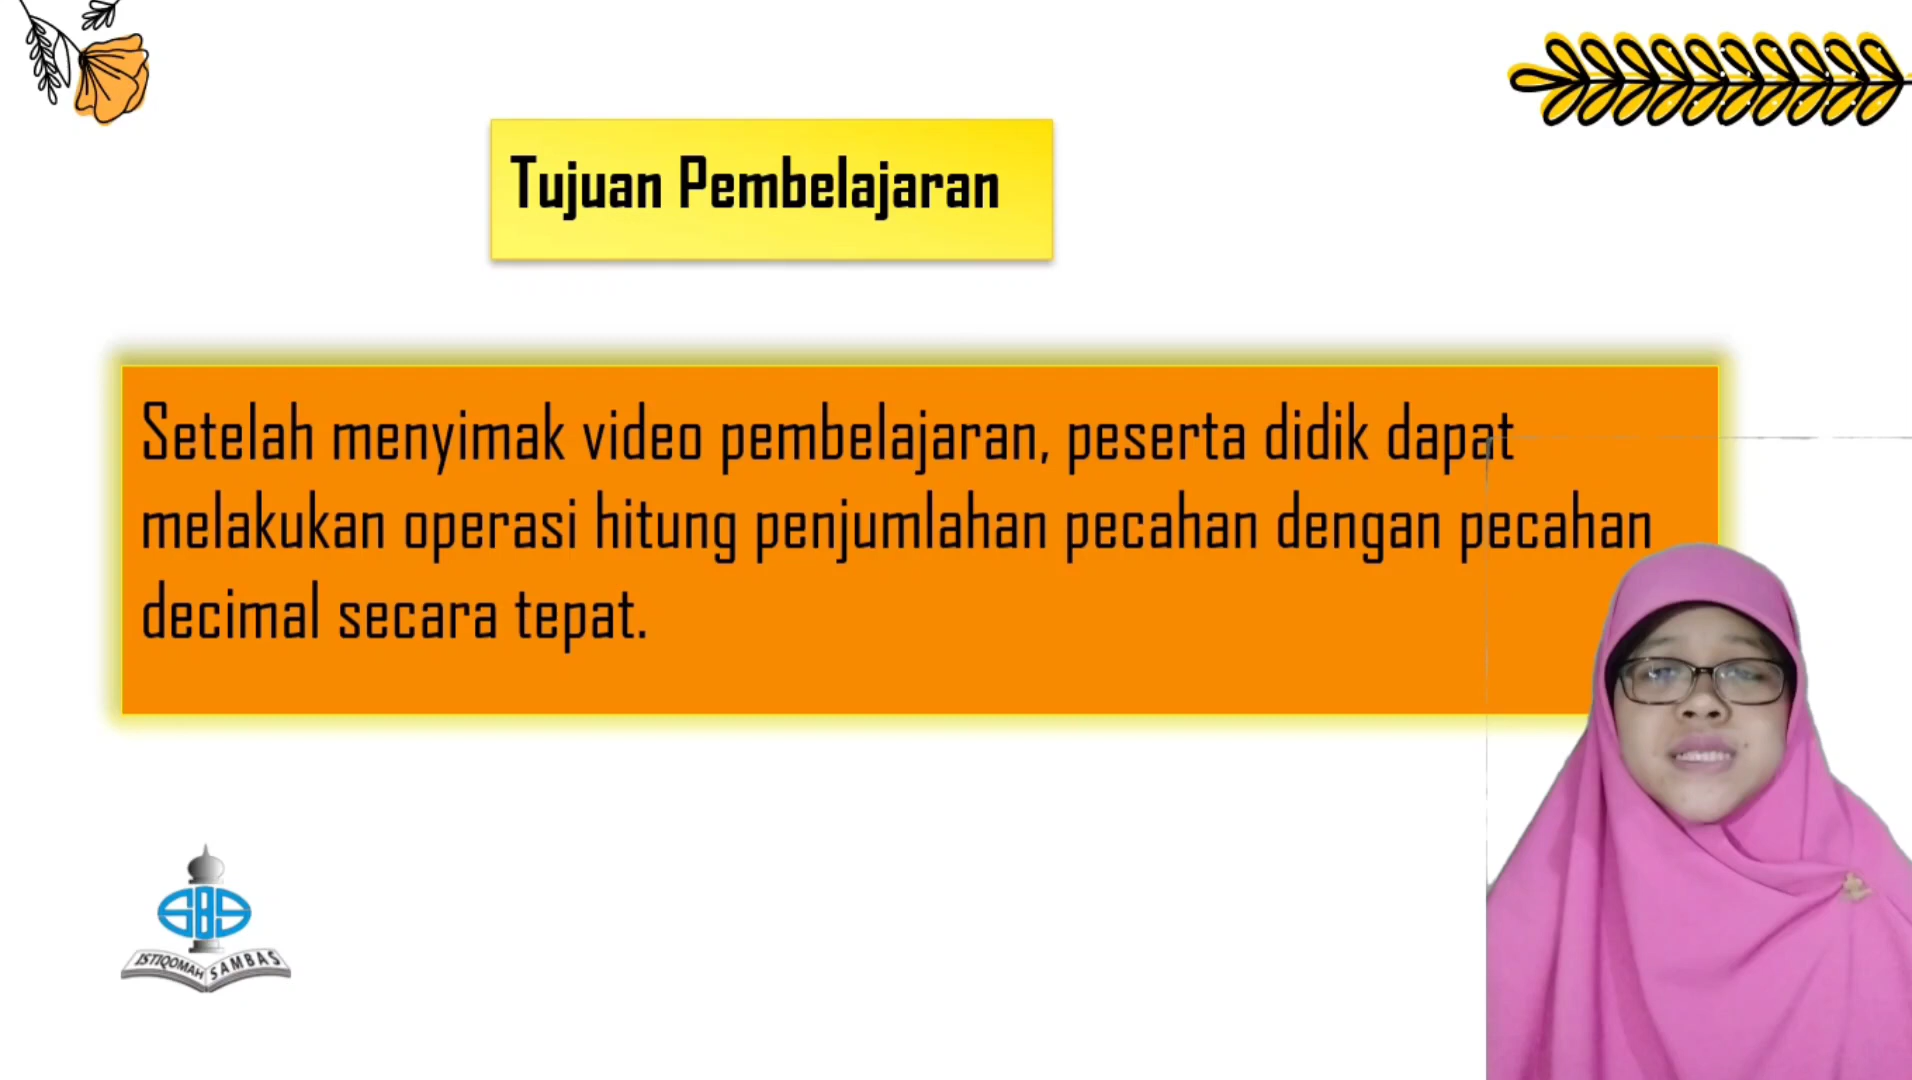 Tujuan Pembelajaran
Setelah menyimak video pembelajaran, peserta didik dapat
melakukan operasi hitung penjumlahan pecahan dengan pecahan
decimal secara tepat.
SBS
ISTIQOMAH SAMBAS